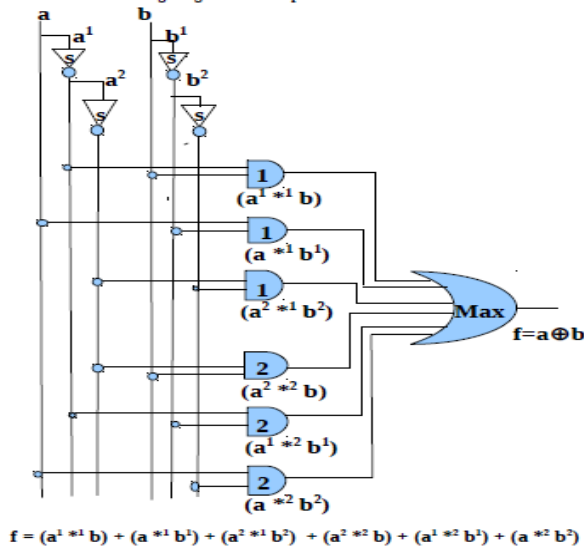 a b
a¹ b¹
s s
a² b²
s s
1
(a¹ *¹ b)
1
(a *¹ b¹)
1
(a² *¹ b²)
Max
f=a⊕b
2
(a² *² b)
2
(a¹ *² b¹)
2
(a *² b²)
f = (a¹ *¹ b) + (a *¹ b¹) + (a² *¹ b²) + (a² *² b) + (a¹ *² b¹) + (a *² b²)